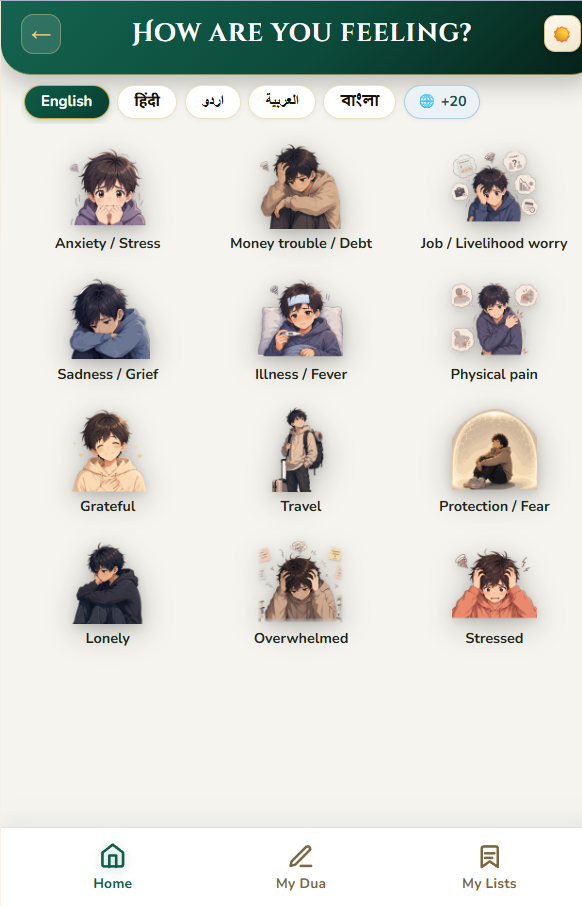 How are you feeling?
English हिंदी اردو العربية বাংলা +20
Anxiety / Stress Money trouble / Debt Job / Livelihood worry
Sadness / Grief Illness / Fever Physical pain
Grateful Travel Protection / Fear
Lonely Overwhelmed Stressed
Home My Dua My Lists